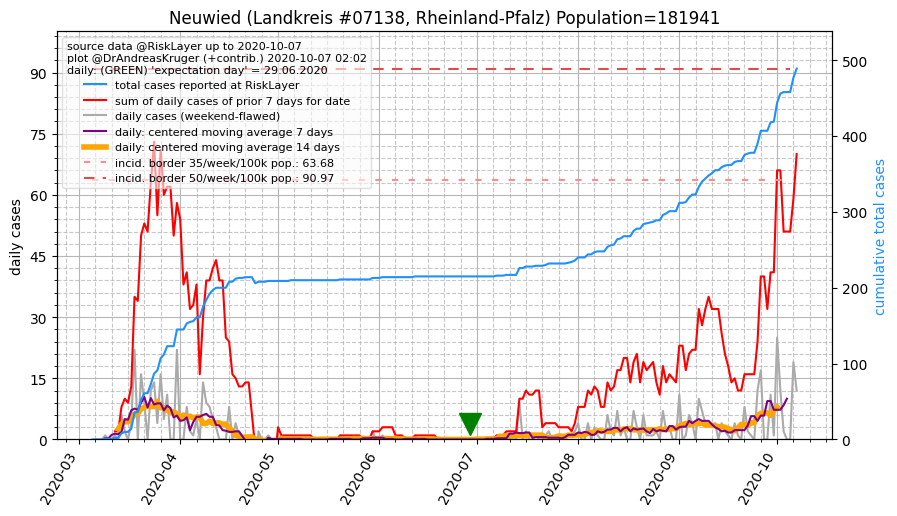 Neuwied (Landkreis #07138, Rheinland-Pfalz) Population=181941
source data @RiskLayer up to 2020-10-07
plot @DrAndreasKruger (+contrib.) 2020-10-07 02:02
daily: (GREEN) 'expectation day' = 29.06.2020
total cases reported at RiskLayer
sum of daily cases of prior 7 days for date
daily cases (weekend-flawed)
daily: centered moving average 7 days
daily: centered moving average 14 days
incid. border 35/week/100k pop.: 63.68
incid. border 50/week/100k pop.: 90.97
daily cases
90
75
60
45
30
15
0
cumulative total cases
500
400
300
200
100
0
2020-03
2020-04
2020-05
2020-06
2020-07
2020-08
2020-09
2020-10